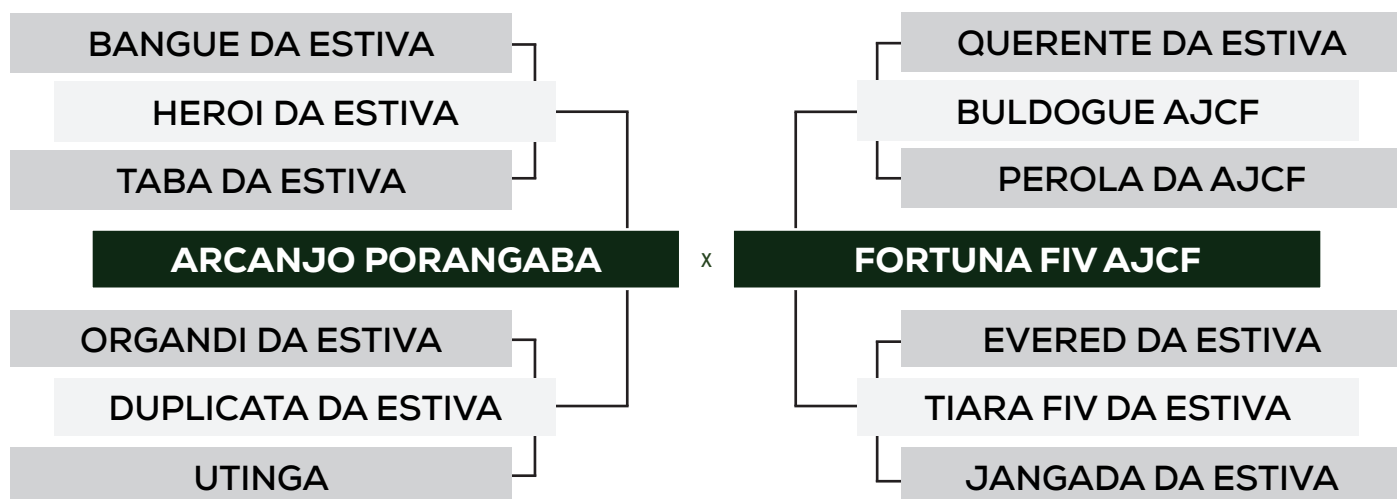 BANGUE DA ESTIVA
HEROI DA ESTIVA
TABA DA ESTIVA
ARCANJO PORANGABA
ORGANDI DA ESTIVA
DUPLICATA DA ESTIVA
UTINGA
x
QUERENTE DA ESTIVA
BULDOGUE AJCF
PEROLA DA AJCF
FORTUNA FIV AJCF
EVERED DA ESTIVA
TIARA FIV DA ESTIVA
JANGADA DA ESTIVA